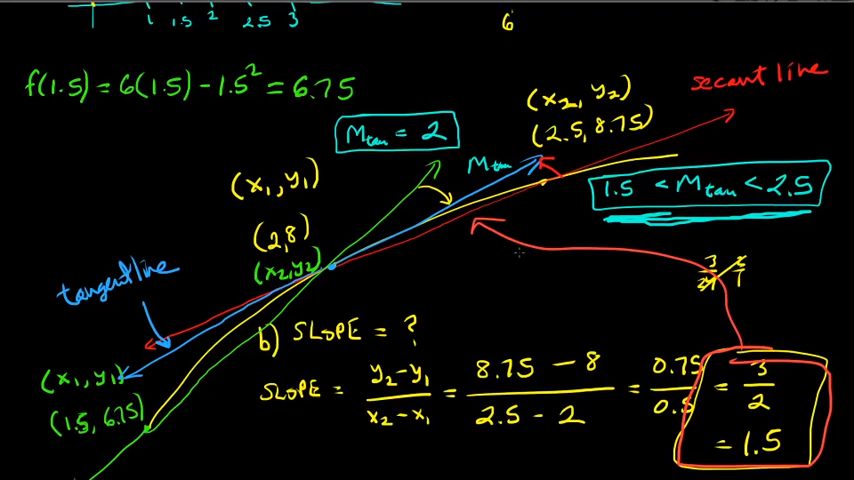 1 1.5 2 2.5 3
6
f(1.5) = 6(1.5) - 1.5² = 6.75
secant line
(x₂, y₂)
(2.5, 8.75)
Mtan = 2
Mtan
1.5 < Mtan < 2.5
(x₁, y₁)
(2,8)
(x₂, y₂)
tangent line
b) SLOPE = ?
(x₁, y₁)
(1.5, 6.75)
SLOPE = y₂-y₁ / x₂-x₁ = 8.75 - 8 / 2.5 - 2 = 0.75 / 0.5 = 3 / 2
= 1.5